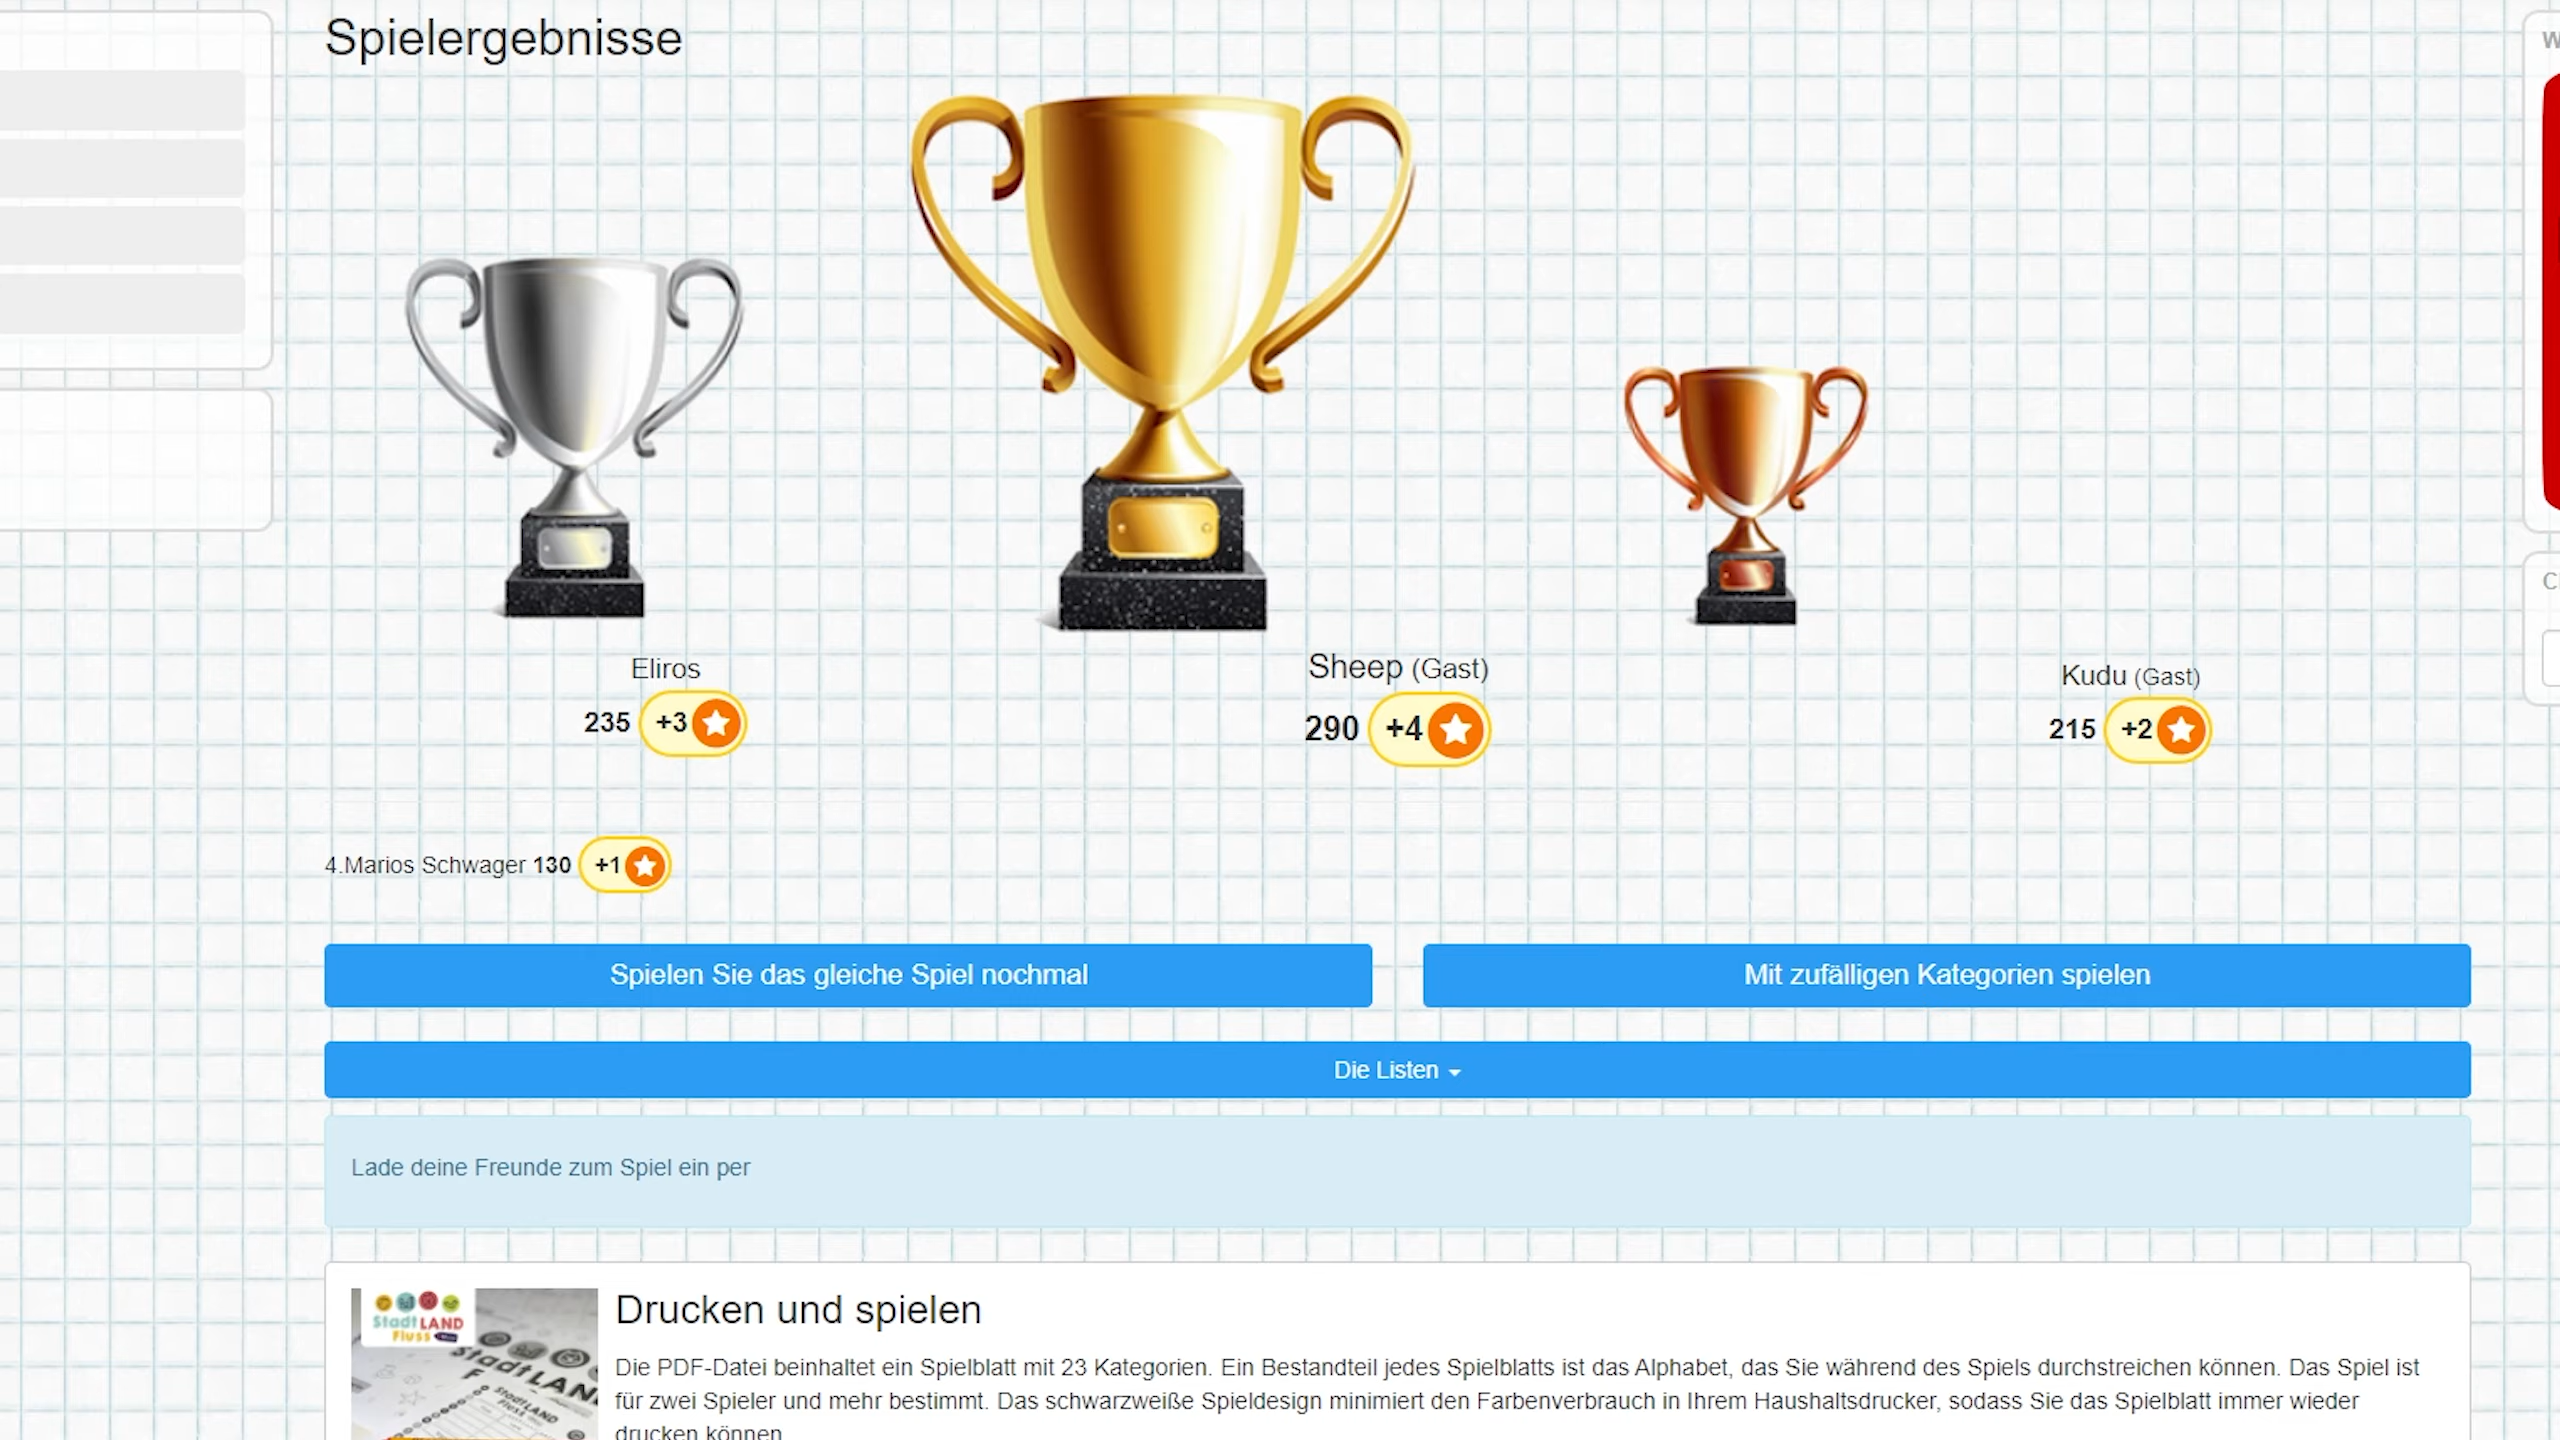 Spielergebnisse
Eliros
235 +3
Sheep (Gast)
290 +4
Kudu (Gast)
215 +2
4.Marios Schwager 130 +1
Spielen Sie das gleiche Spiel nochmal
Mit zufälligen Kategorien spielen
Die Listen
Lade deine Freunde zum Spiel ein per
Stadt LAND
Fluss
Drucken und spielen
Die PDF-Datei beinhaltet ein Spielblatt mit 23 Kategorien. Ein Bestandteil jedes Spielblatts ist das Alphabet, das Sie während des Spiels durchstreichen können. Das Spiel ist
für zwei Spieler und mehr bestimmt. Das schwarzweiße Spieldesign minimiert den Farbenverbrauch in Ihrem Haushaltsdrucker, sodass Sie das Spielblatt immer wieder
drucken können